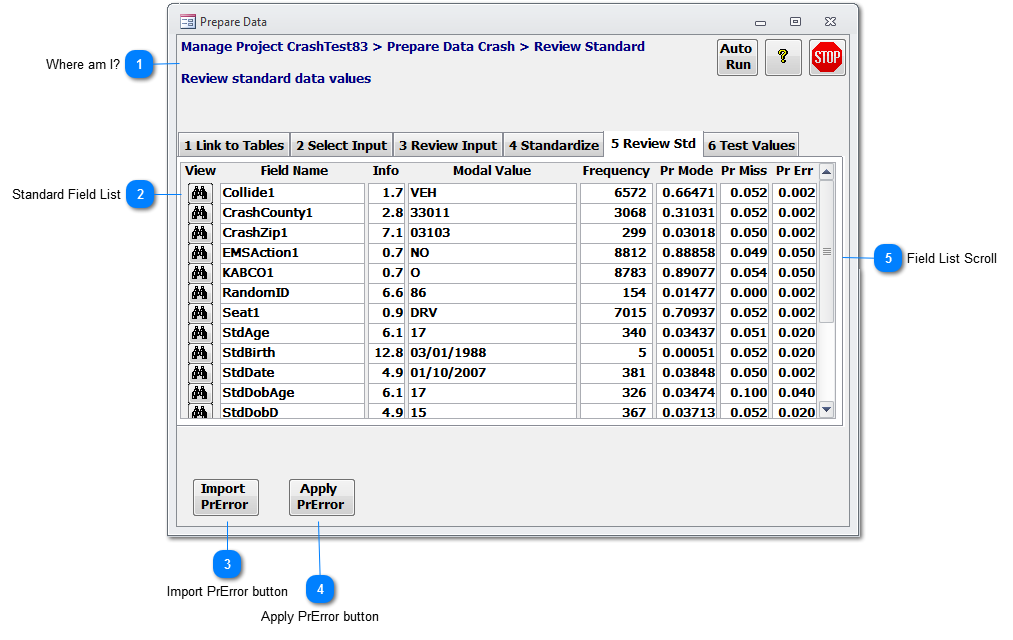 Prepare Data
Manage Project CrashTest83 > Prepare Data Crash > Review Standard
Auto Run
?
STOP
Where am I? 1
Review standard data values
1 Link to Tables 2 Select Input 3 Review Input 4 Standardize 5 Review Std 6 Test Values
View Field Name Info Modal Value Frequency Pr Mode Pr Miss Pr Err
Standard Field List 2
Collide1 1.7 VEH 6572 0.66471 0.052 0.002
CrashCounty1 2.8 33011 3068 0.31031 0.052 0.002
CrashZip1 7.1 03103 299 0.03018 0.050 0.002
EMSAction1 0.7 NO 8812 0.88858 0.049 0.050
KABCO1 0.7 O 8783 0.89077 0.054 0.050
RandomID 6.6 86 154 0.01477 0.000 0.002
Seat1 0.9 DRV 7015 0.70937 0.052 0.002
StdAge 6.1 17 340 0.03437 0.051 0.020
StdBirth 12.8 03/01/1988 5 0.00051 0.052 0.020
StdDate 4.9 01/10/2007 381 0.03848 0.050 0.002
StdDobAge 6.1 17 326 0.03474 0.100 0.040
StdDobD 4.9 15 367 0.03713 0.052 0.020
5 Field List Scroll
Import PrError
Apply PrError
3
Import PrError button
4
Apply PrError button